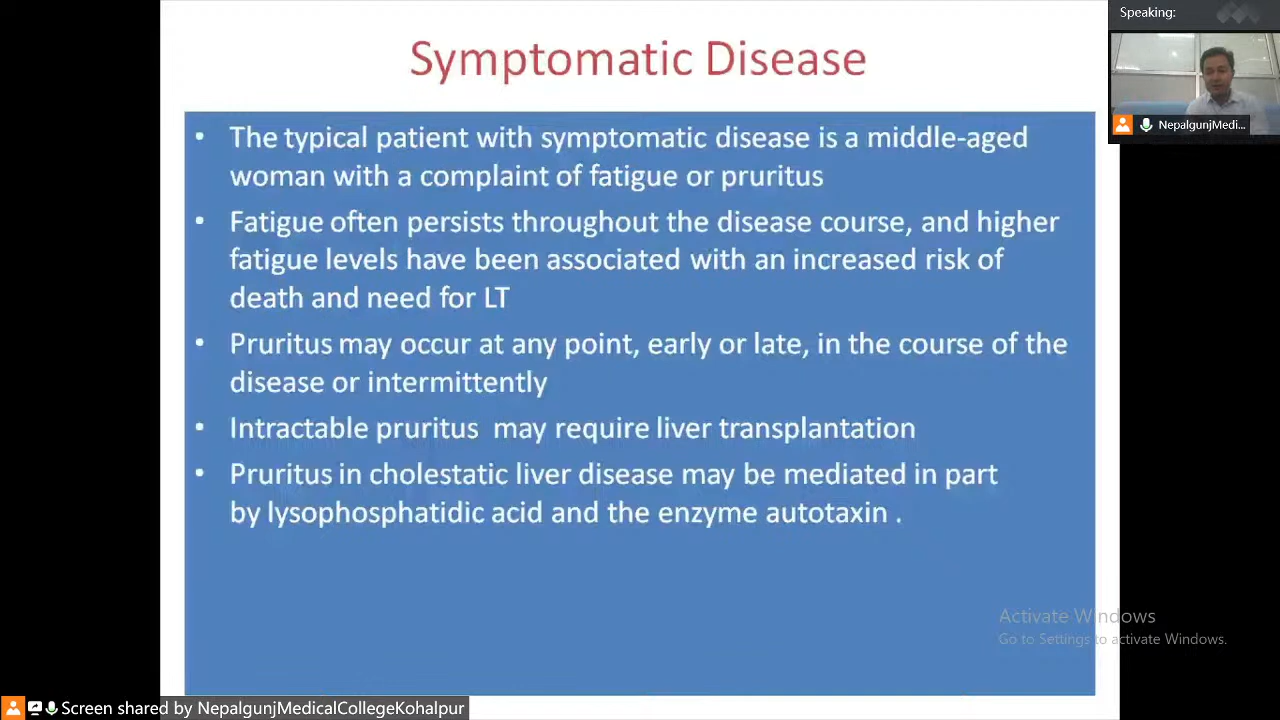 Speaking:
Symptomatic Disease
NepalgunjMedi...
• The typical patient with symptomatic disease is a middle-aged
woman with a complaint of fatigue or pruritus
• Fatigue often persists throughout the disease course, and higher
fatigue levels have been associated with an increased risk of
death and need for LT
• Pruritus may occur at any point, early or late, in the course of the
disease or intermittently
• Intractable pruritus  may require liver transplantation
• Pruritus in cholestatic liver disease may be mediated in part
by lysophosphatidic acid and the enzyme autotaxin .
Activate Windows
Go to Settings to activate Windows.
Screen shared by NepalgunjMedicalCollegeKohalpur